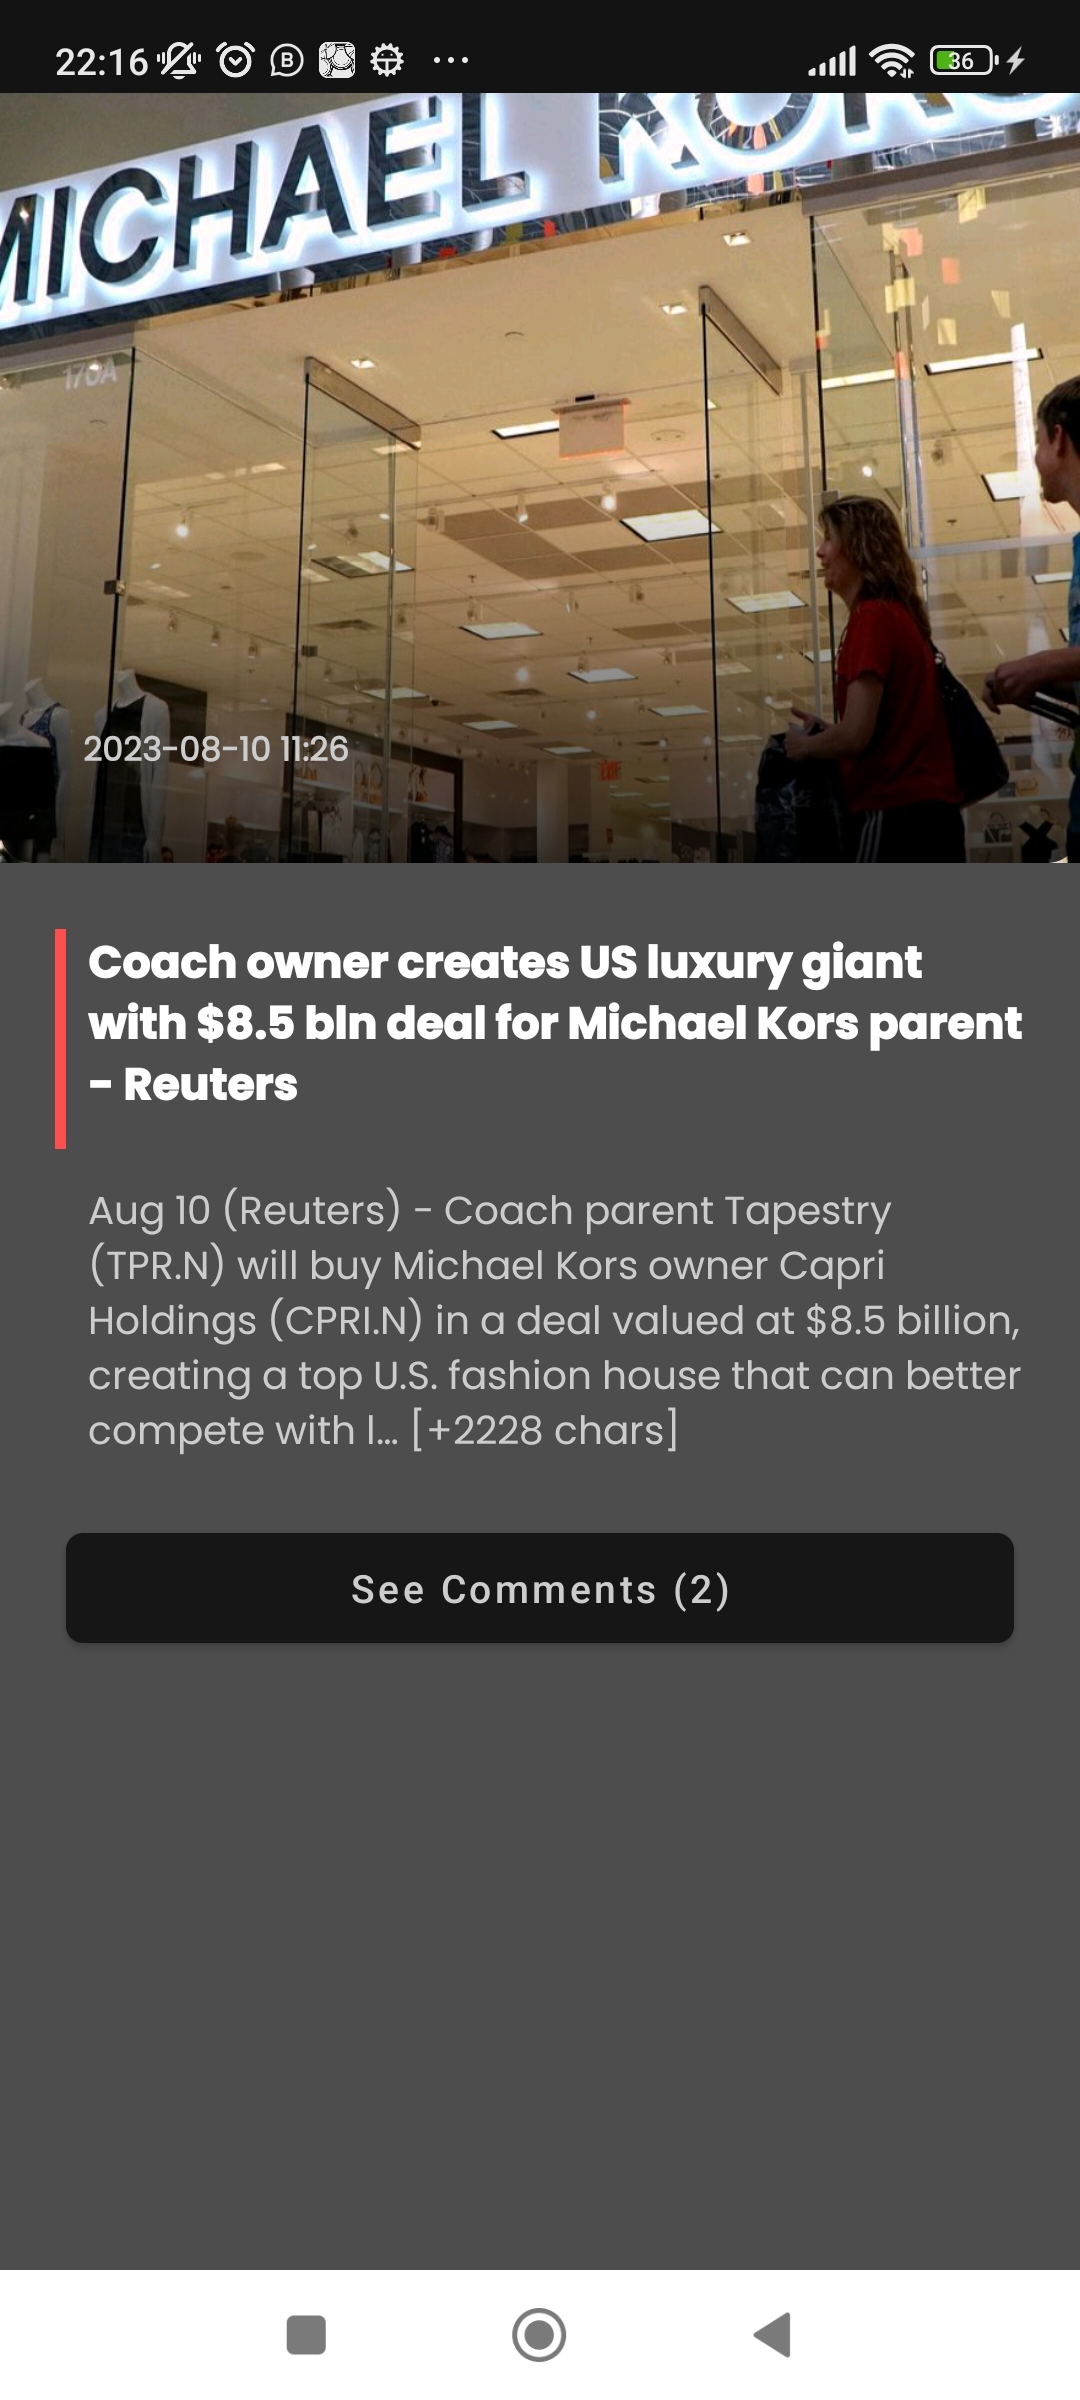 22:16
36
MICHAEL KORS
170A
2023-08-10 11:26
Coach owner creates US luxury giant
with $8.5 bln deal for Michael Kors parent
- Reuters
Aug 10 (Reuters) - Coach parent Tapestry
(TPR.N) will buy Michael Kors owner Capri
Holdings (CPRI.N) in a deal valued at $8.5 billion,
creating a top U.S. fashion house that can better
compete with l… [+2228 chars]
See Comments (2)